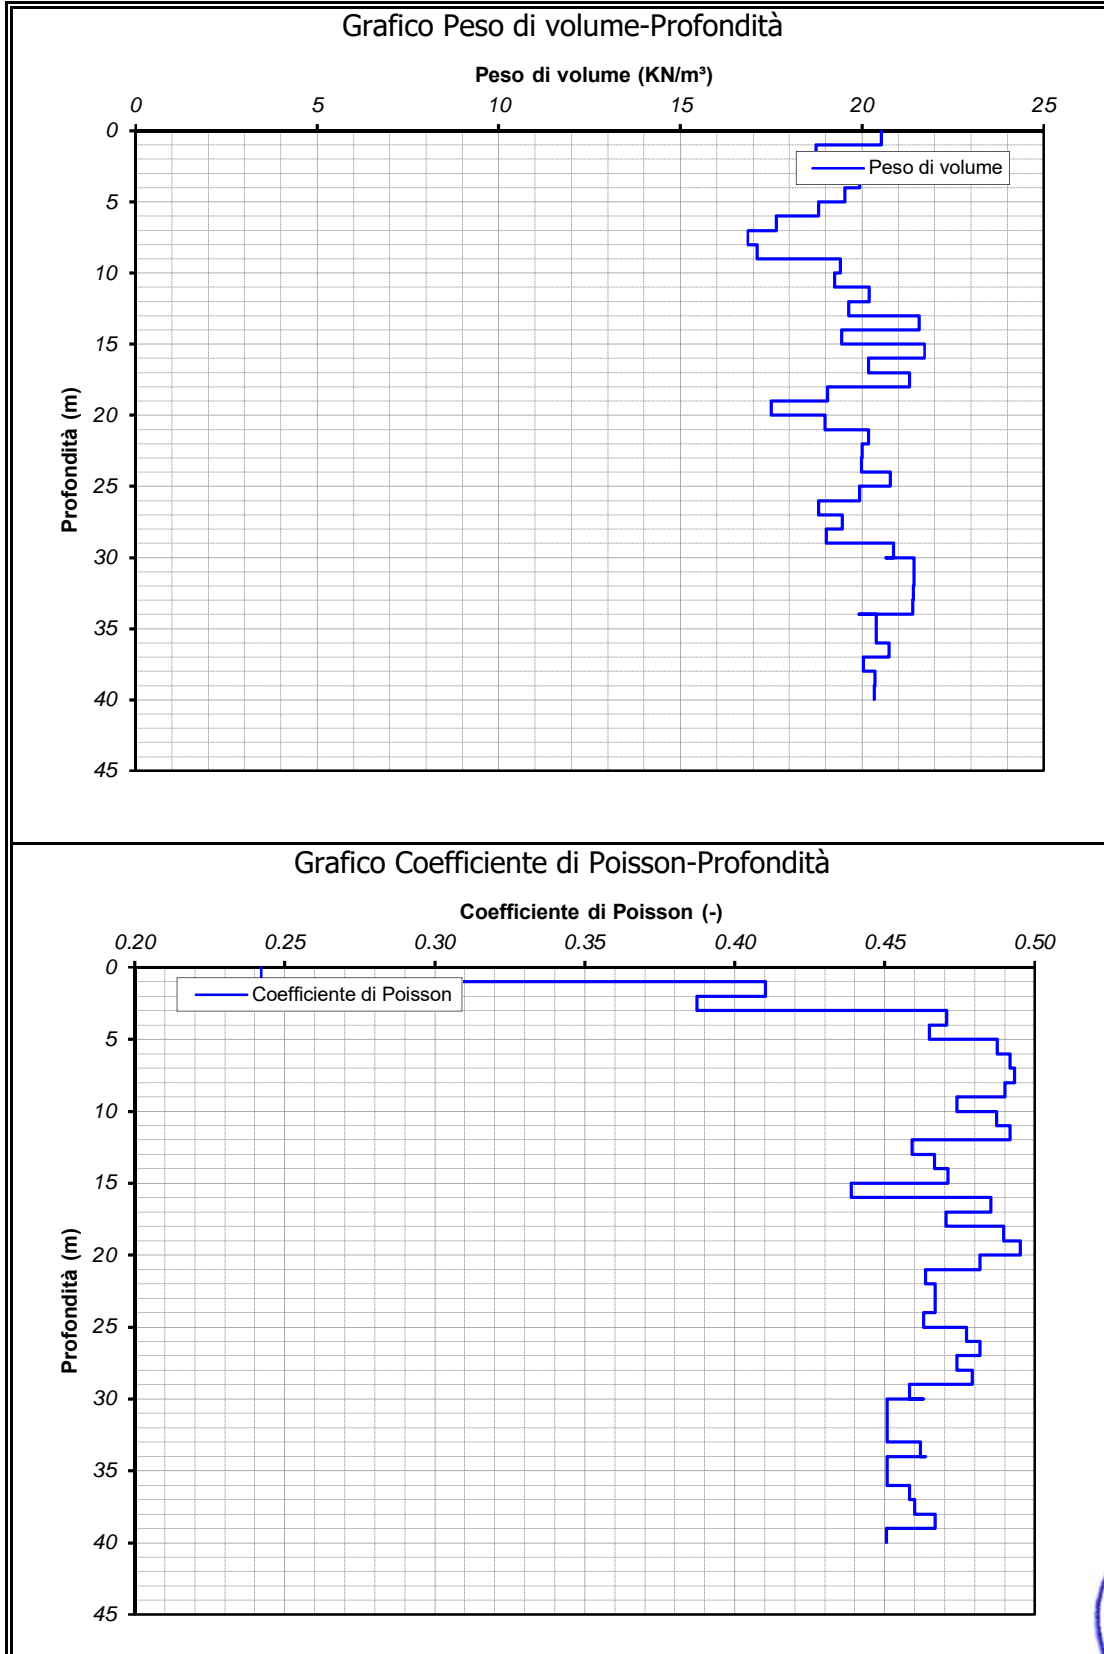 Grafico Peso di volume-Profondità
Peso di volume (KN/m³)
0 5 10 15 20 25
0
Peso di volume
5
10
15
20
25
30
35
40
45
Profondità (m)
Grafico Coefficiente di Poisson-Profondità
Coefficiente di Poisson (-)
0.20 0.25 0.30 0.35 0.40 0.45 0.50
0
Coefficiente di Poisson
5
10
15
20
25
30
35
40
45
Profondità (m)